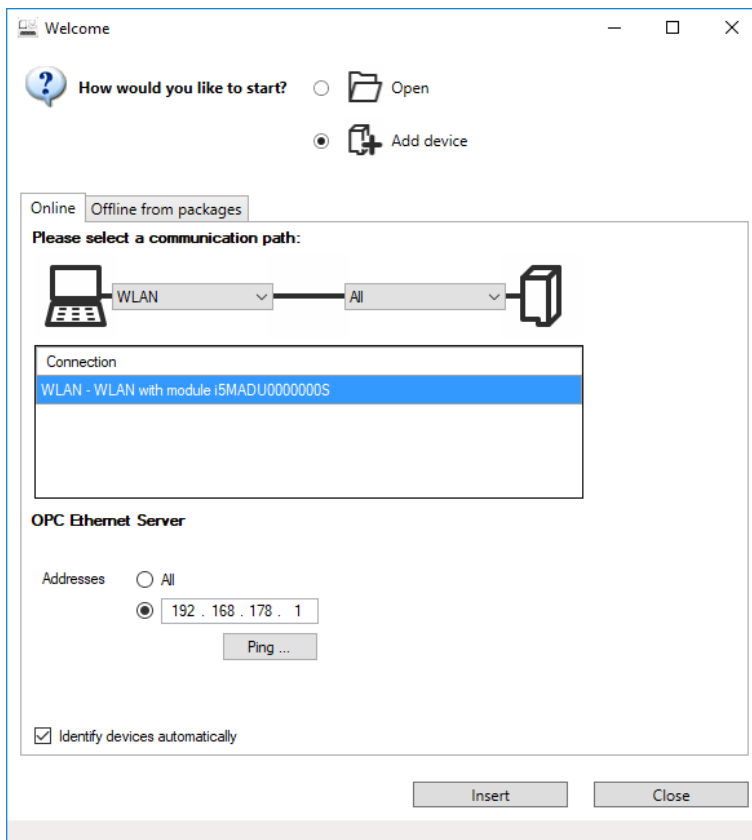 Welcome
How would you like to start?
Open
Add device
Online
Offline from packages
Please select a communication path:
WLAN
All
Connection
WLAN - WLAN with module i5MADU0000000S
OPC Ethernet Server
Addresses
All
192 . 168 . 178 . 1
Ping ...
Identify devices automatically
Insert
Close